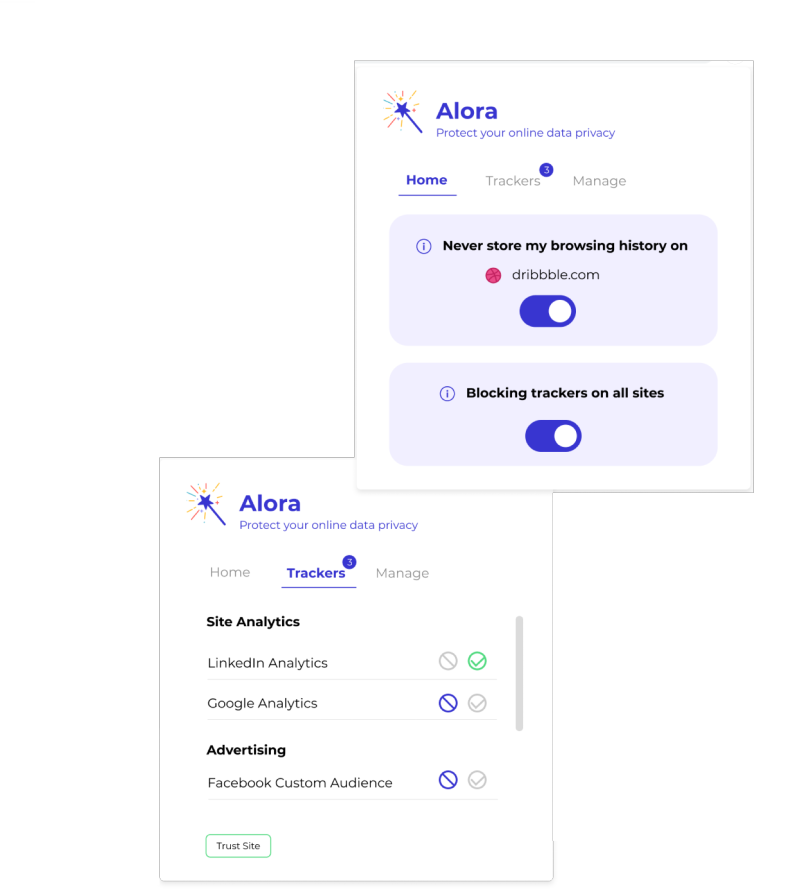 Alora
Protect your online data privacy
Home Trackers 3 Manage
Never store my browsing history on
dribbble.com
Blocking trackers on all sites
Alora
Protect your online data privacy
Home Trackers 3 Manage
Site Analytics
LinkedIn Analytics
Google Analytics
Advertising
Facebook Custom Audience
Trust Site